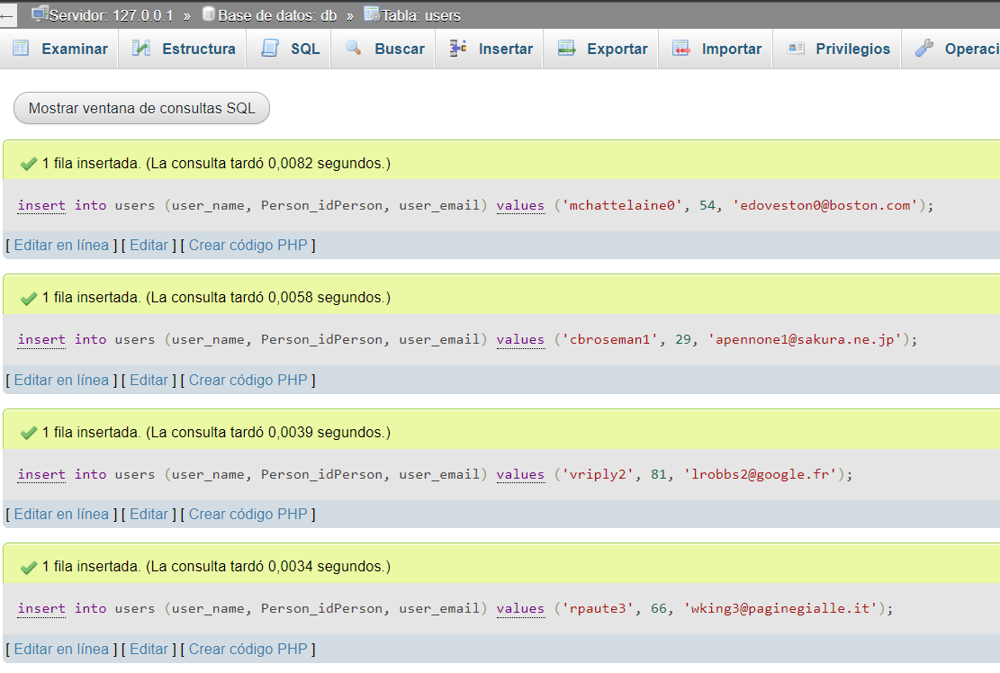 ← Servidor: 127.0.0.1 » Base de datos: db » Tabla: users
Examinar Estructura SQL Buscar Insertar Exportar Importar Privilegios Operaci
Mostrar ventana de consultas SQL
1 fila insertada. (La consulta tardó 0,0082 segundos.)
insert into users (user_name, Person_idPerson, user_email) values ('mchattelaine0', 54, 'edoveston0@boston.com');
[ Editar en línea ] [ Editar ] [ Crear código PHP ]
1 fila insertada. (La consulta tardó 0,0058 segundos.)
insert into users (user_name, Person_idPerson, user_email) values ('cbroseman1', 29, 'apennone1@sakura.ne.jp');
[ Editar en línea ] [ Editar ] [ Crear código PHP ]
1 fila insertada. (La consulta tardó 0,0039 segundos.)
insert into users (user_name, Person_idPerson, user_email) values ('vriply2', 81, 'lrobbs2@google.fr');
[ Editar en línea ] [ Editar ] [ Crear código PHP ]
1 fila insertada. (La consulta tardó 0,0034 segundos.)
insert into users (user_name, Person_idPerson, user_email) values ('rpaute3', 66, 'wking3@paginegialle.it');
[ Editar en línea ] [ Editar ] [ Crear código PHP ]